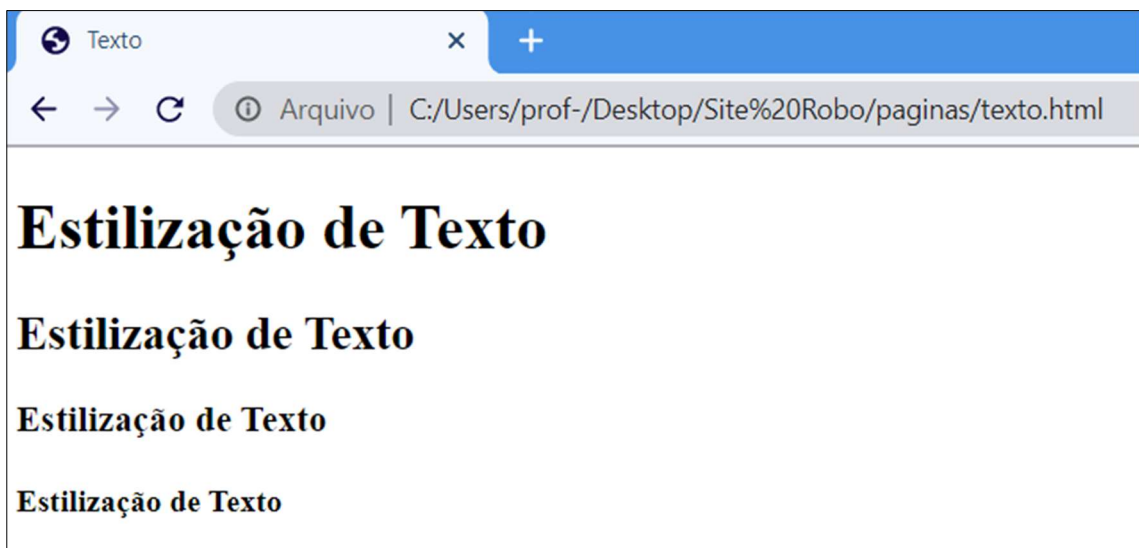 Texto
Arquivo | C:/Users/prof-/Desktop/Site%20Robo/paginas/texto.html
Estilização de Texto
Estilização de Texto
Estilização de Texto
Estilização de Texto